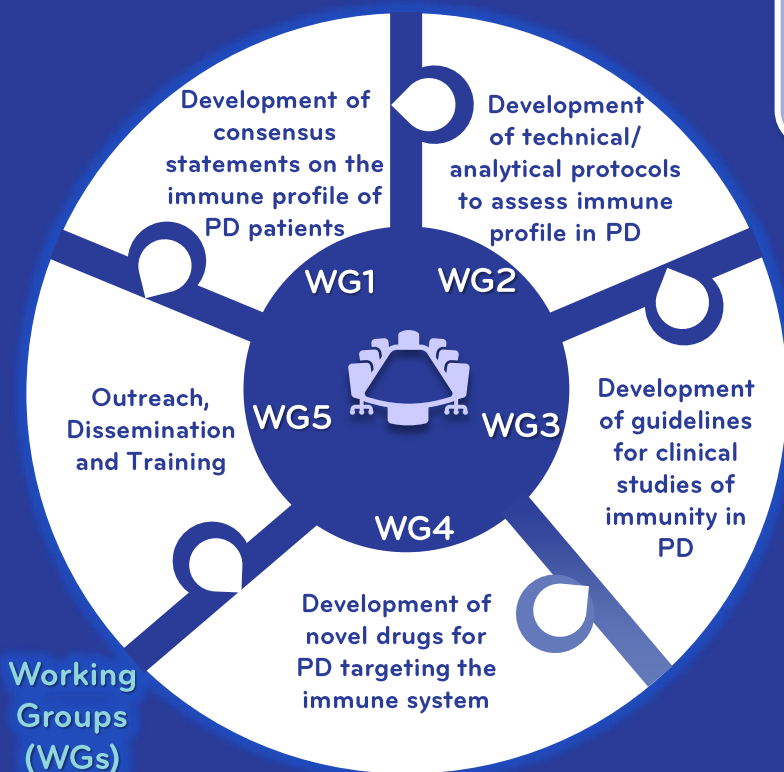 Development of
consensus
statements on the
immune profile of
PD patients
WG1
Development
of technical/
analytical protocols
to assess immune
profile in PD
WG2
Development
of guidelines
for clinical
studies of
immunity in
PD
WG3
WG4
Development of
novel drugs for
PD targeting the
immune system
Outreach,
Dissemination
and Training
WG5
Working
Groups
(WGs)